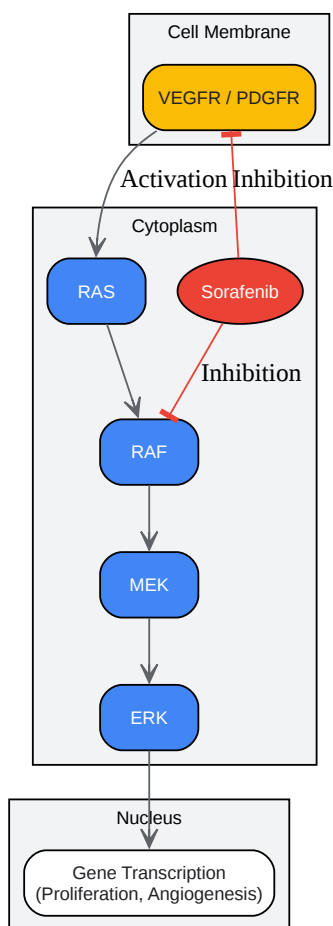 Cell Membrane
VEGFR / PDGFR
Activation
Inhibition
Cytoplasm
RAS
Sorafenib
Inhibition
RAF
MEK
ERK
Nucleus
Gene Transcription
(Proliferation, Angiogenesis)